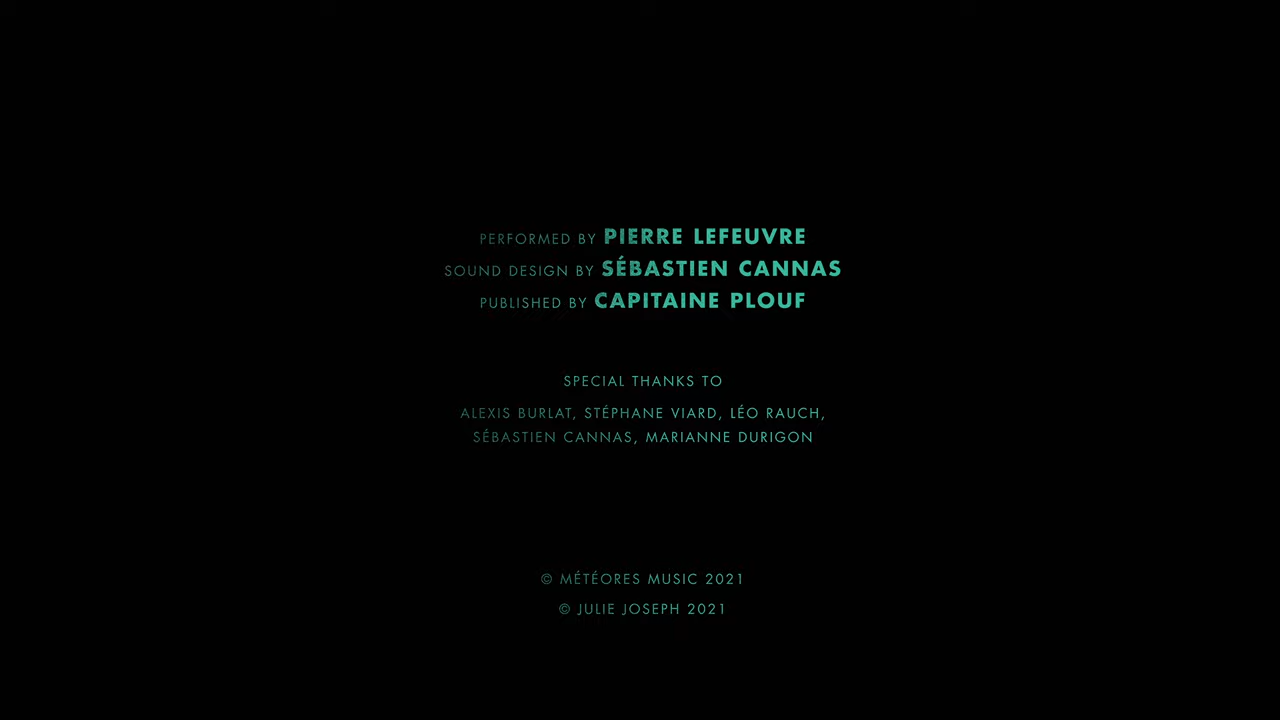 PERFORMED BY PIERRE LEFEUVRE
SOUND DESIGN BY SÉBASTIEN CANNAS
PUBLISHED BY CAPITAINE PLOUF
SPECIAL THANKS TO
ALEXIS BURLAT, STÉPHANE VIARD, LÉO RAUCH,
SÉBASTIEN CANNAS, MARIANNE DURIGON
© MÉTÉORES MUSIC 2021
© JULIE JOSEPH 2021